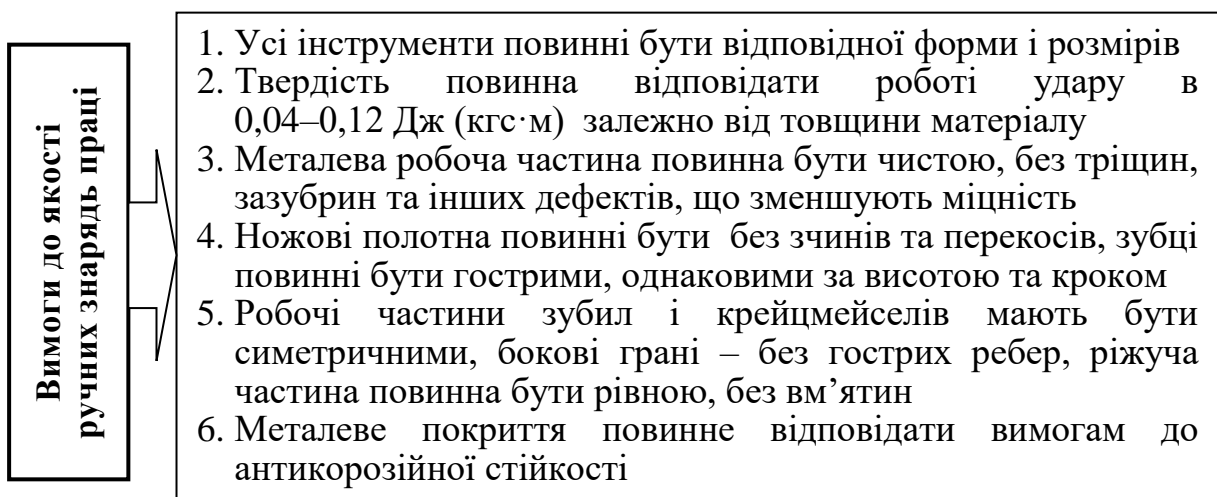 Вимоги до якості
ручних знарядь праці
1. Усі інструменти повинні бути відповідної форми і розмірів
2. Твердість повинна відповідати роботі удару в
0,04–0,12 Дж (кгс·м) залежно від товщини матеріалу
3. Металева робоча частина повинна бути чистою, без тріщин,
зазубрин та інших дефектів, що зменшують міцність
4. Ножові полотна повинні бути без зчинів та перекосів, зубці
повинні бути гострими, однаковими за висотою та кроком
5. Робочі частини зубил і крейцмейселів мають бути
симетричними, бокові грані – без гострих ребер, ріжуча
частина повинна бути рівною, без вм’ятин
6. Металеве покриття повинне відповідати вимогам до
антикорозійної стійкості